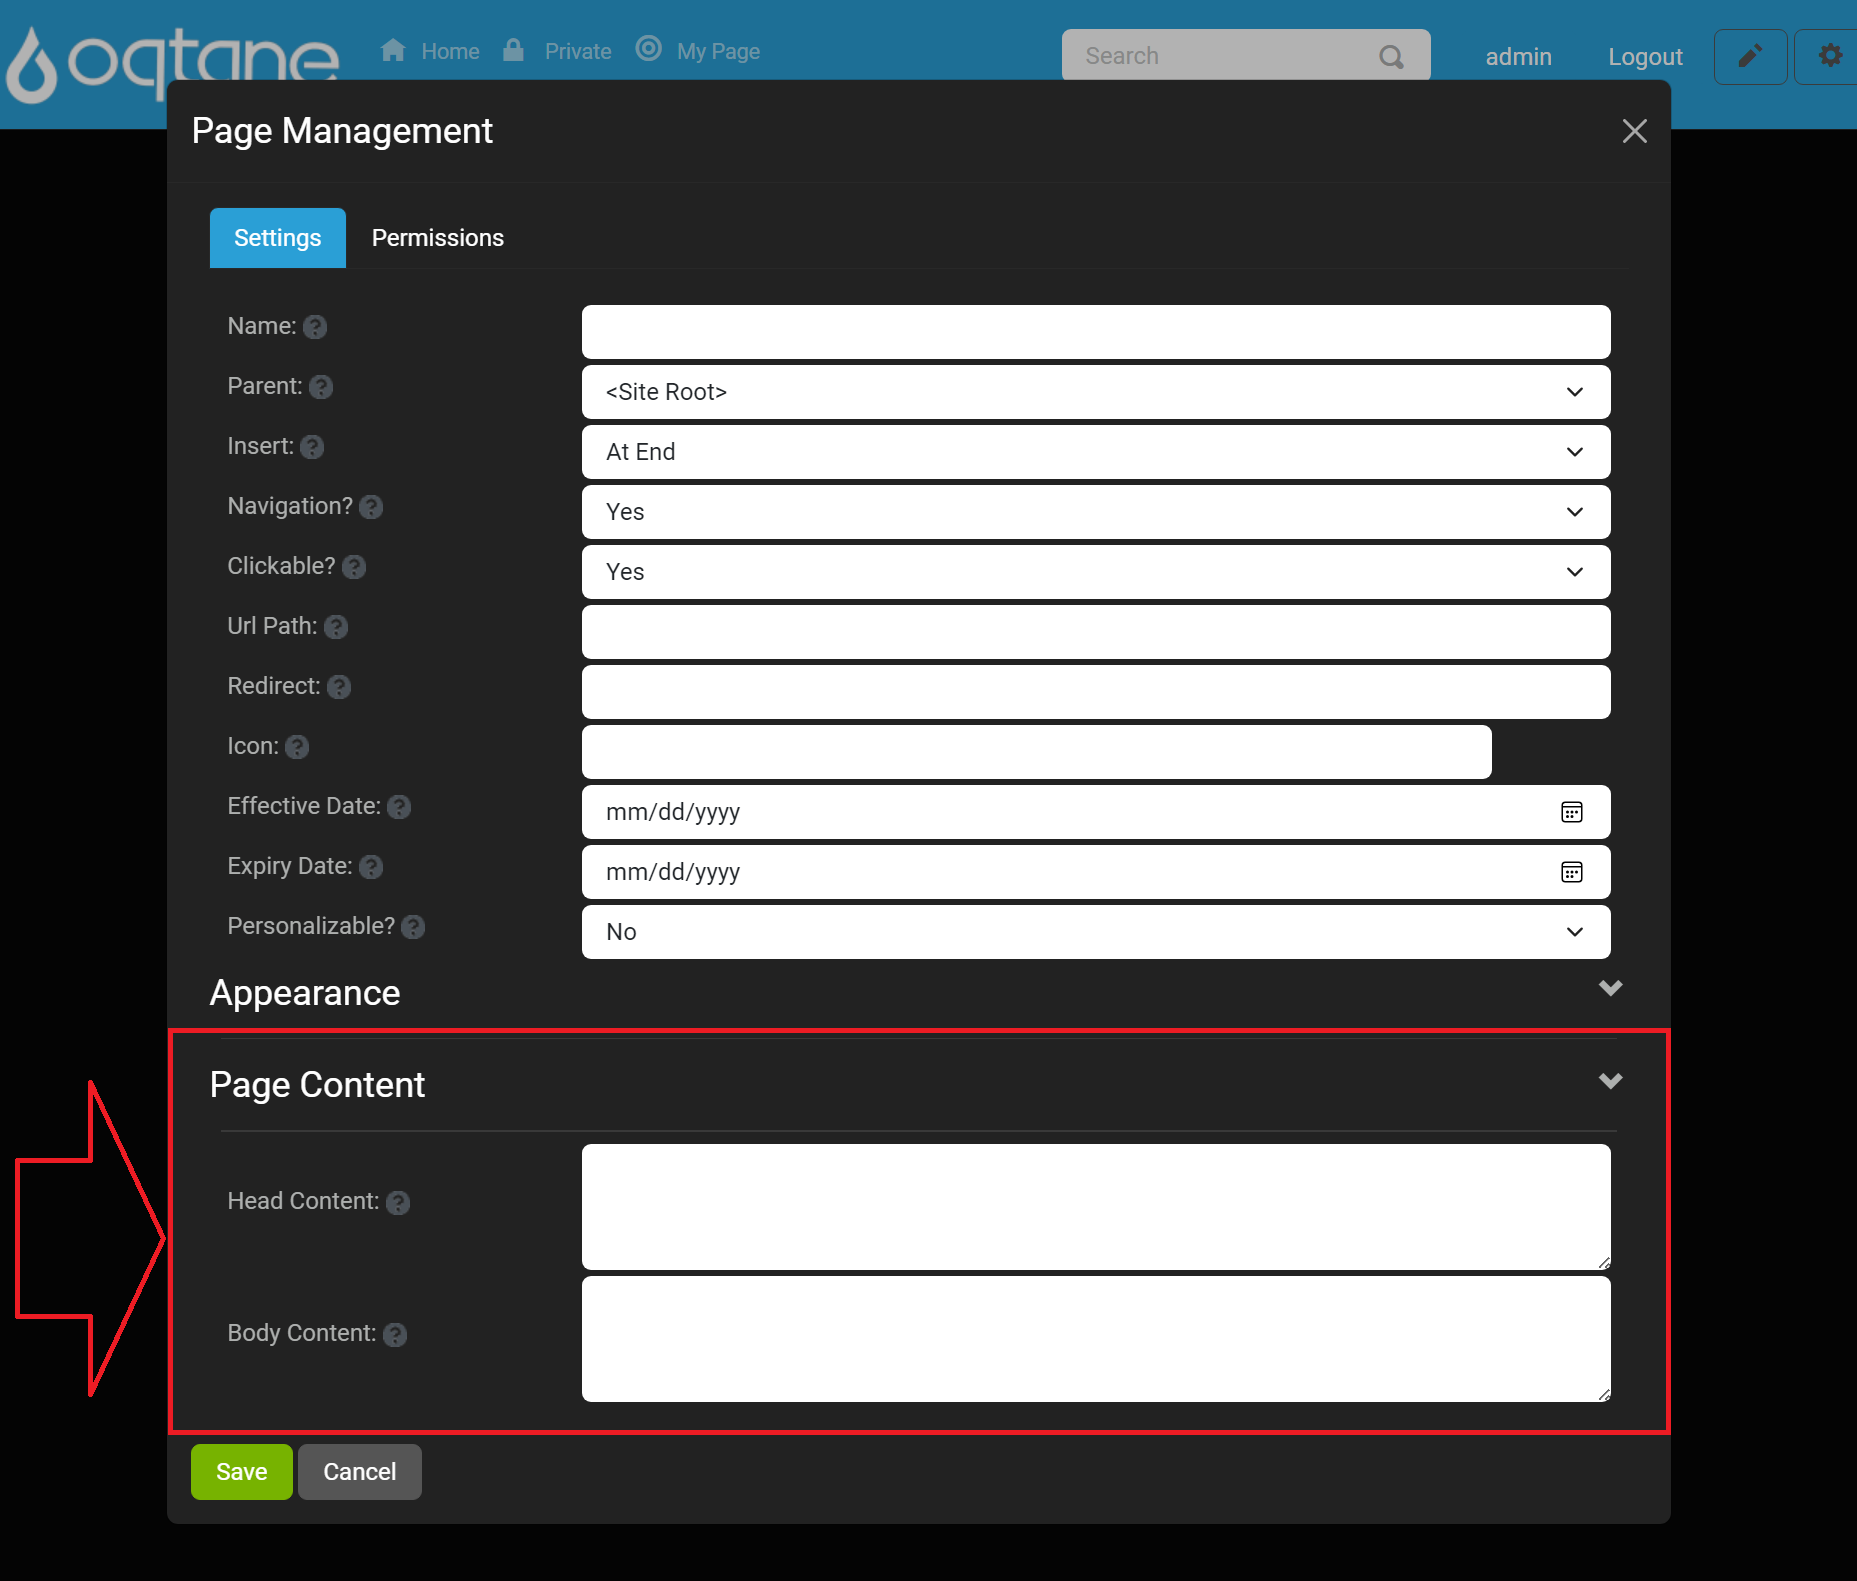 oqtane Home Private My Page Search admin Logout
Page Management
Settings Permissions
Name: ?
Parent: ? <Site Root>
Insert: ? At End
Navigation? ? Yes
Clickable? ? Yes
Url Path: ?
Redirect: ?
Icon: ?
Effective Date: ? mm/dd/yyyy
Expiry Date: ? mm/dd/yyyy
Personalizable? ? No
Appearance
Page Content
Head Content: ?
Body Content: ?
Save Cancel